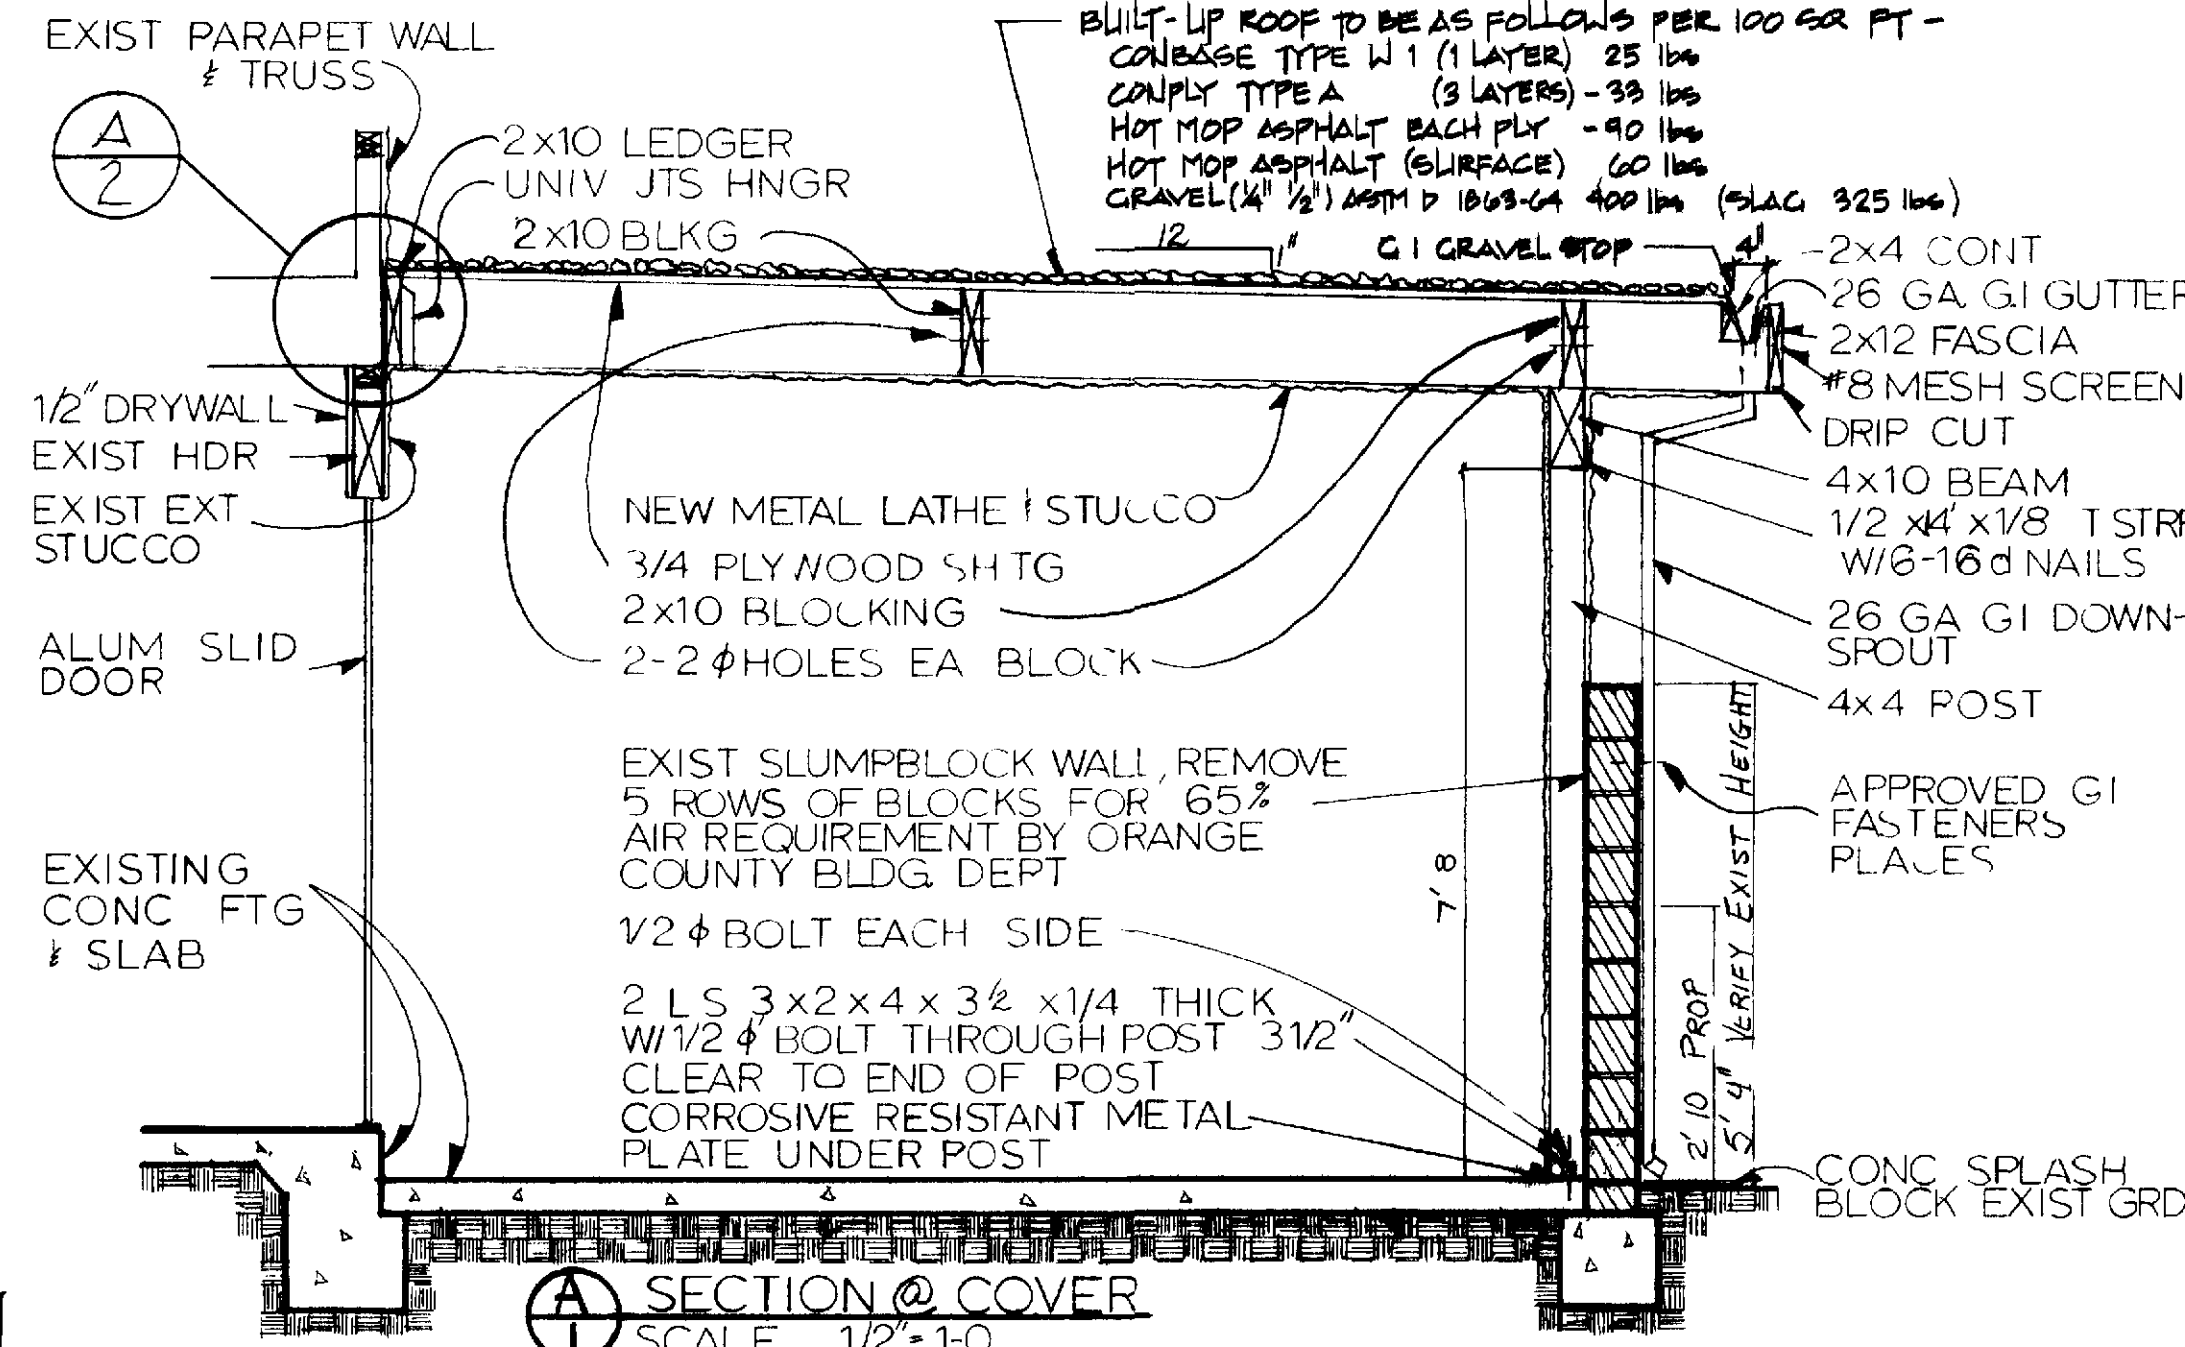 EXIST PARAPET WALL
& TRUSS
A
2
2x10 LEDGER
UNIV JTS HNGR
2x10 BLKG
BUILT-UP ROOF TO BE AS FOLLOWS PER 100 SQ FT -
CONBASE TYPE W 1 (1 LAYER) 25 lbs
CONPLY TYPE A (3 LAYERS) - 33 lbs
HOT MOP ASPHALT EACH PLY - 90 lbs
HOT MOP ASPHALT (SURFACE) 60 lbs
GRAVEL (1/4" 1/2") ASTM D 1863-64 400 lbs (SLAG 325 lbs)
12
1"
G I GRAVEL STOP
4"
2x4 CONT
26 GA G.I GUTTER
2x12 FASCIA
#8 MESH SCREEN
DRIP CUT
4x10 BEAM
1/2 x4' x1/8 T STR
W/6-16d NAILS
26 GA GI DOWN-
SPOUT
4x4 POST
APPROVED GI
FASTENERS
PLACES
CONC SPLASH
BLOCK EXIST GRD
1/2" DRYWALL
EXIST HDR
EXIST EXT
STUCCO
ALUM SLID
DOOR
EXISTING
CONC FTG
& SLAB
NEW METAL LATHE & STUCCO
3/4 PLYWOOD SHTG
2x10 BLOCKING
2-2 ϕ HOLES EA BLOCK
EXIST SLUMPBLOCK WALL, REMOVE
5 ROWS OF BLOCKS FOR 65%
AIR REQUIREMENT BY ORANGE
COUNTY BLDG. DEPT
1/2 ϕ BOLT EACH SIDE
2 LS 3x2x4x3½ x1/4 THICK
W/1/2 ϕ BOLT THROUGH POST 31/2"
CLEAR TO END OF POST
CORROSIVE RESISTANT METAL
PLATE UNDER POST
7'8
2'10 PROP
5'4" VERIFY EXIST HEIGHT
A
1
SECTION @ COVER
SCALE 1/2"=1-0